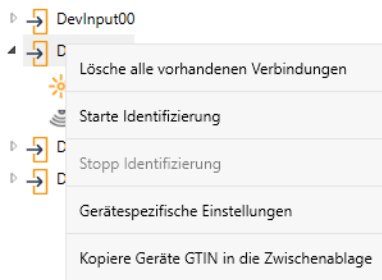 DevInput00
D
Lösche alle vorhandenen Verbindungen
Starte Identifizierung
Stopp Identifizierung
D
Gerätespezifische Einstellungen
D
Kopiere Geräte GTIN in die Zwischenablage